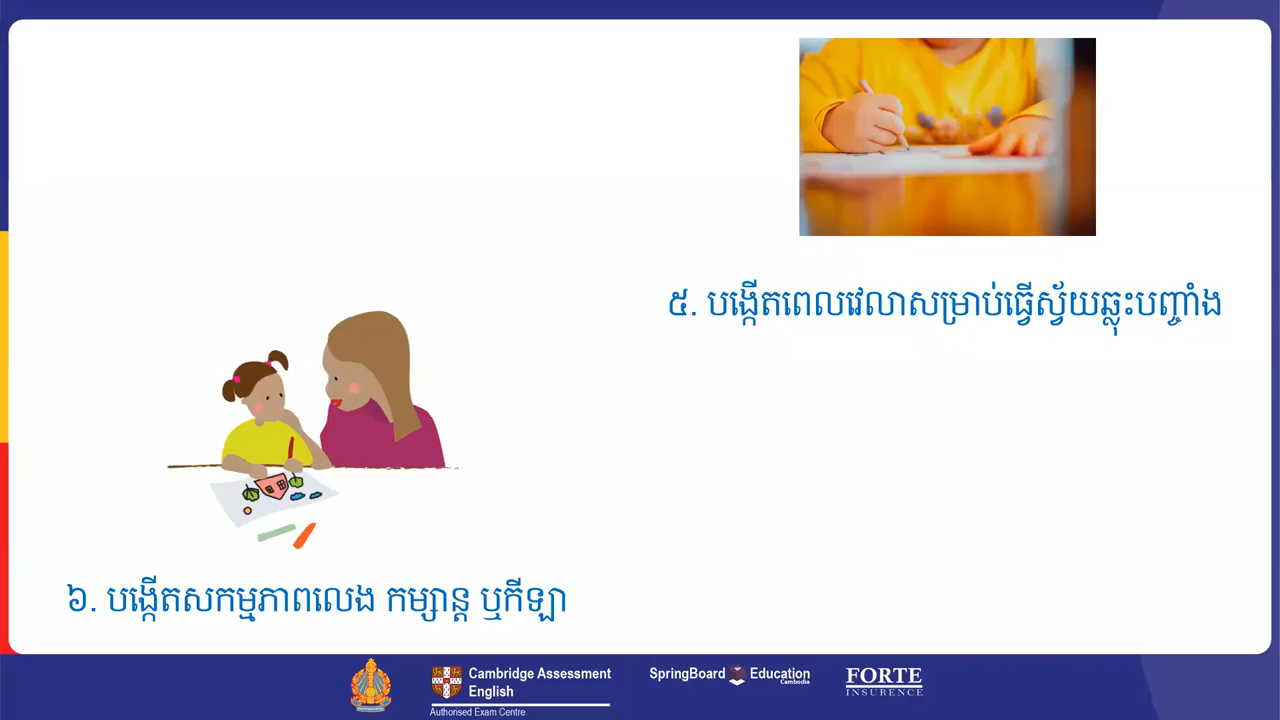 ៥. បង្កើតពេលវេលាសម្រាប់ធ្វើស្វ័យឆ្លុះបញ្ចាំង
៦. បង្កើតសកម្មភាពលេង កម្សាន្ត ឬកីឡា
Cambridge Assessment
English
Authorised Exam Centre
SpringBoard Education
Cambodia
FORTE
INSURENCE